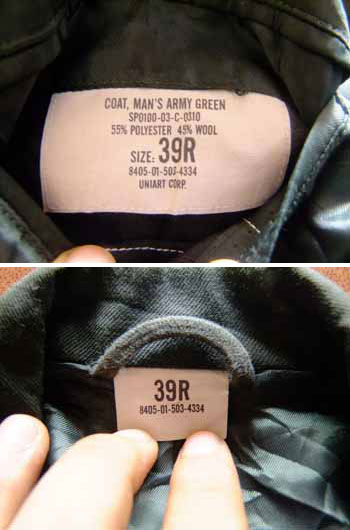 COAT, MAN'S ARMY GREEN
SPO100-03-C-0310
55% POLYESTER 45% WOOL
SIZE: 39R
8405-01-503-4334
UNIART CORP.
39R
8405-01-503-4334